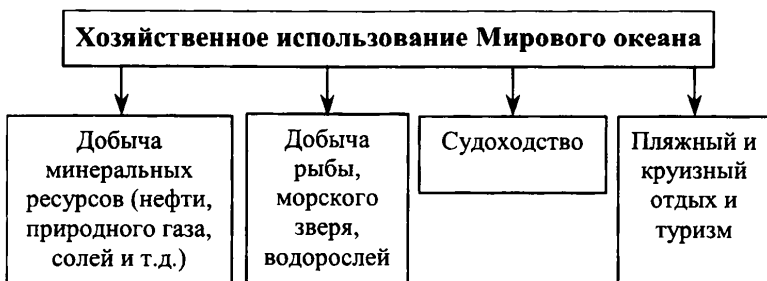 Хозяйственное использование Мирового океана
Добыча
минеральных
ресурсов (нефти,
природного газа,
солей и т.д.)
Добыча
рыбы,
морского
зверя,
водорослей
Судоходство
Пляжный и
круизный
отдых и
туризм